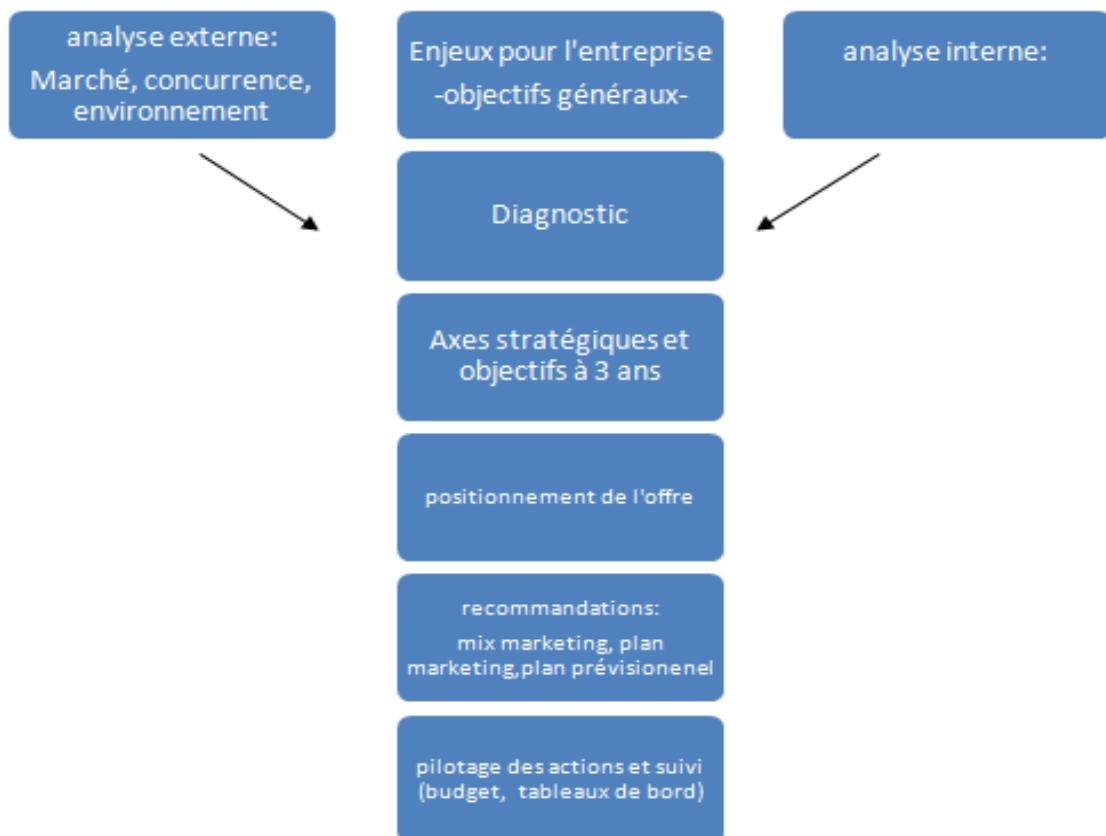 analyse externe:
Marché, concurrence,
environnement
Enjeux pour l'entreprise
-objectifs généraux-
analyse interne:
Diagnostic
Axes stratégiques et
objectifs à 3 ans
positionnement de l'offre
recommandations:
mix marketing, plan
marketing,plan prévisionenel
pilotage des actions et suivi
(budget, tableaux de bord)